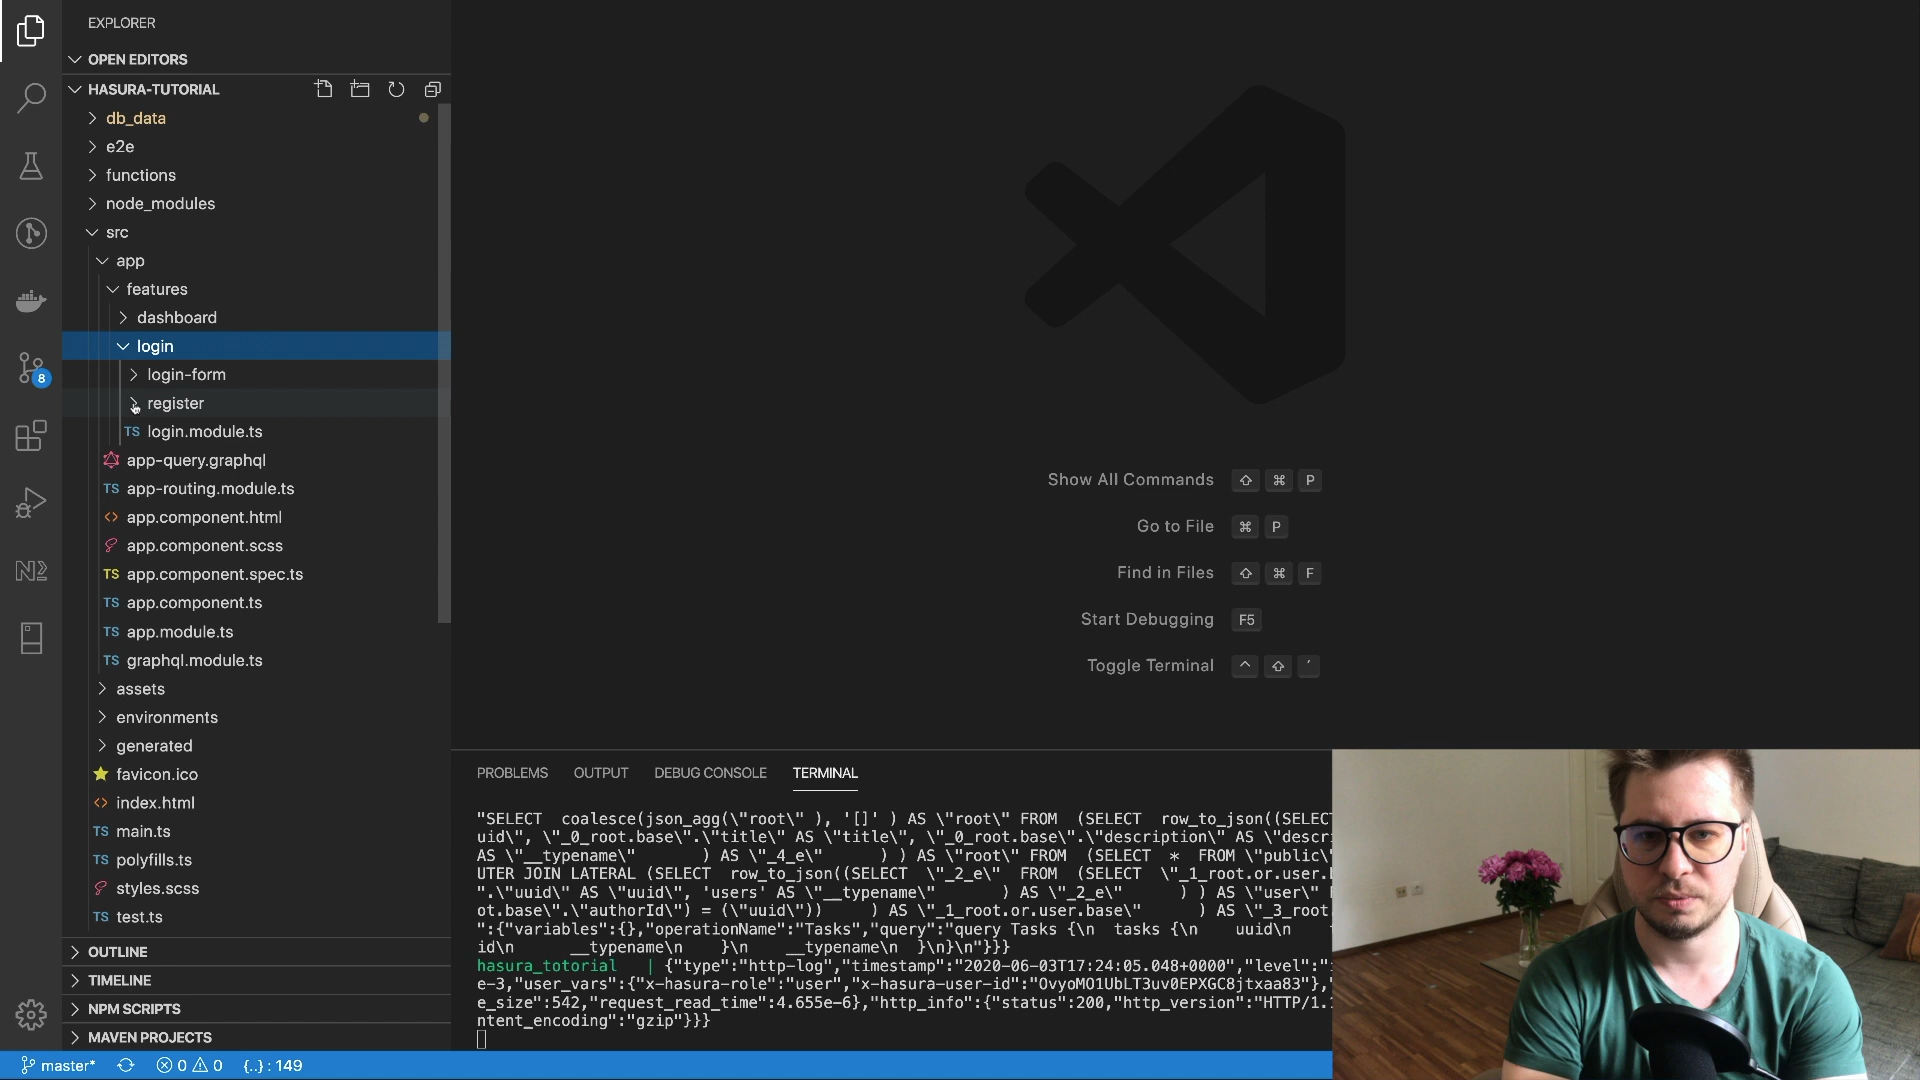 EXPLORER
OPEN EDITORS
HASURA-TUTORIAL
db_data
e2e
functions
node_modules
src
app
features
dashboard
login
login-form
register
TS login.module.ts
app-query.graphql
TS app-routing.module.ts
<> app.component.html
app.component.scss
TS app.component.spec.ts
TS app.component.ts
TS app.module.ts
TS graphql.module.ts
assets
environments
generated
favicon.ico
<> index.html
TS main.ts
TS polyfills.ts
styles.scss
TS test.ts
OUTLINE
TIMELINE
NPM SCRIPTS
MAVEN PROJECTS
8
Show All Commands ⇧ ⌘ P
Go to File ⌘ P
Find in Files ⇧ ⌘ F
Start Debugging F5
Toggle Terminal ^ ⇧ ′
PROBLEMS OUTPUT DEBUG CONSOLE TERMINAL
"SELECT  coalesce(json_agg(\"root\" ), '[]' ) AS \"root\" FROM  (SELECT  row_to_json((SELECT
uid\", \"_0_root.base\".\"title\" AS \"title\", \"_0_root.base\".\"description\" AS \"descri
AS \"__typename\"       ) AS \"_4_e\"      ) ) AS \"root\" FROM  (SELECT  *  FROM \"public\"
UTER JOIN LATERAL (SELECT  row_to_json((SELECT  \"_2_e\"  FROM  (SELECT  \"_1_root.or.user.
".\"uuid\" AS \"uuid\", 'users' AS \"__typename\"       ) AS \"_2_e\"      ) ) AS \"user\"
ot.base\".\"authorId\") = (\"uuid\"))     ) AS \"_1_root.or.user.base\"      ) AS \"_3_root.
":{"variables":{},"operationName":"Tasks","query":"query Tasks {\n  tasks {\n    uuid\n
id\n      __typename\n    }\n    __typename\n  }\n}\n"}}}
hasura_totorial   | {"type":"http-log","timestamp":"2020-06-03T17:24:05.048+0000","level":"
e-3,"user_vars":{"x-hasura-role":"user","x-hasura-user-id":"OvyoMO1UbLT3uv0EPXGC8jtxaa83"},"
e_size":542,"request_read_time":4.655e-6},"http_info":{"status":200,"http_version":"HTTP/1.1
ntent_encoding":"gzip"}}}
master* 0 0 {..} : 149